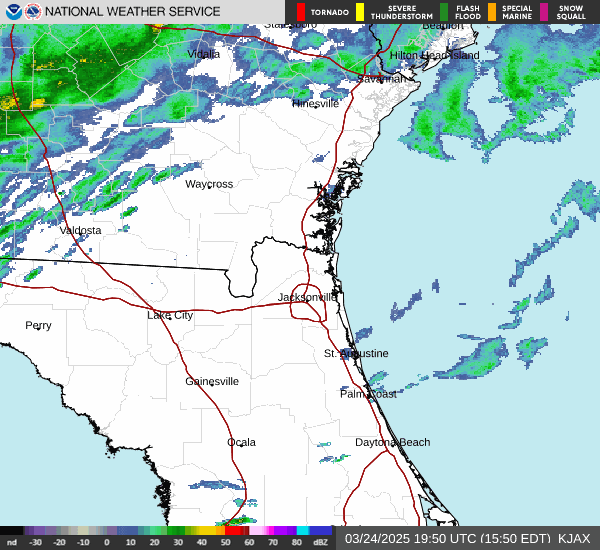 NATIONAL WEATHER SERVICE
TORNADO
SEVERE
THUNDERSTORM
FLASH
FLOOD
SPECIAL
MARINE
SNOW
SQUALL
Statesboro
Beaufort
Vidalia
Hilton Head Island
Savannah
Hinesville
Waycross
Valdosta
Jacksonville
Lake City
Perry
St. Augustine
Gainesville
Palm Coast
Ocala
Daytona Beach
nd -30 -20 -10 0 10 20 30 40 50 60 70 80 dBZ
03/24/2025 19:50 UTC (15:50 EDT) KJAX